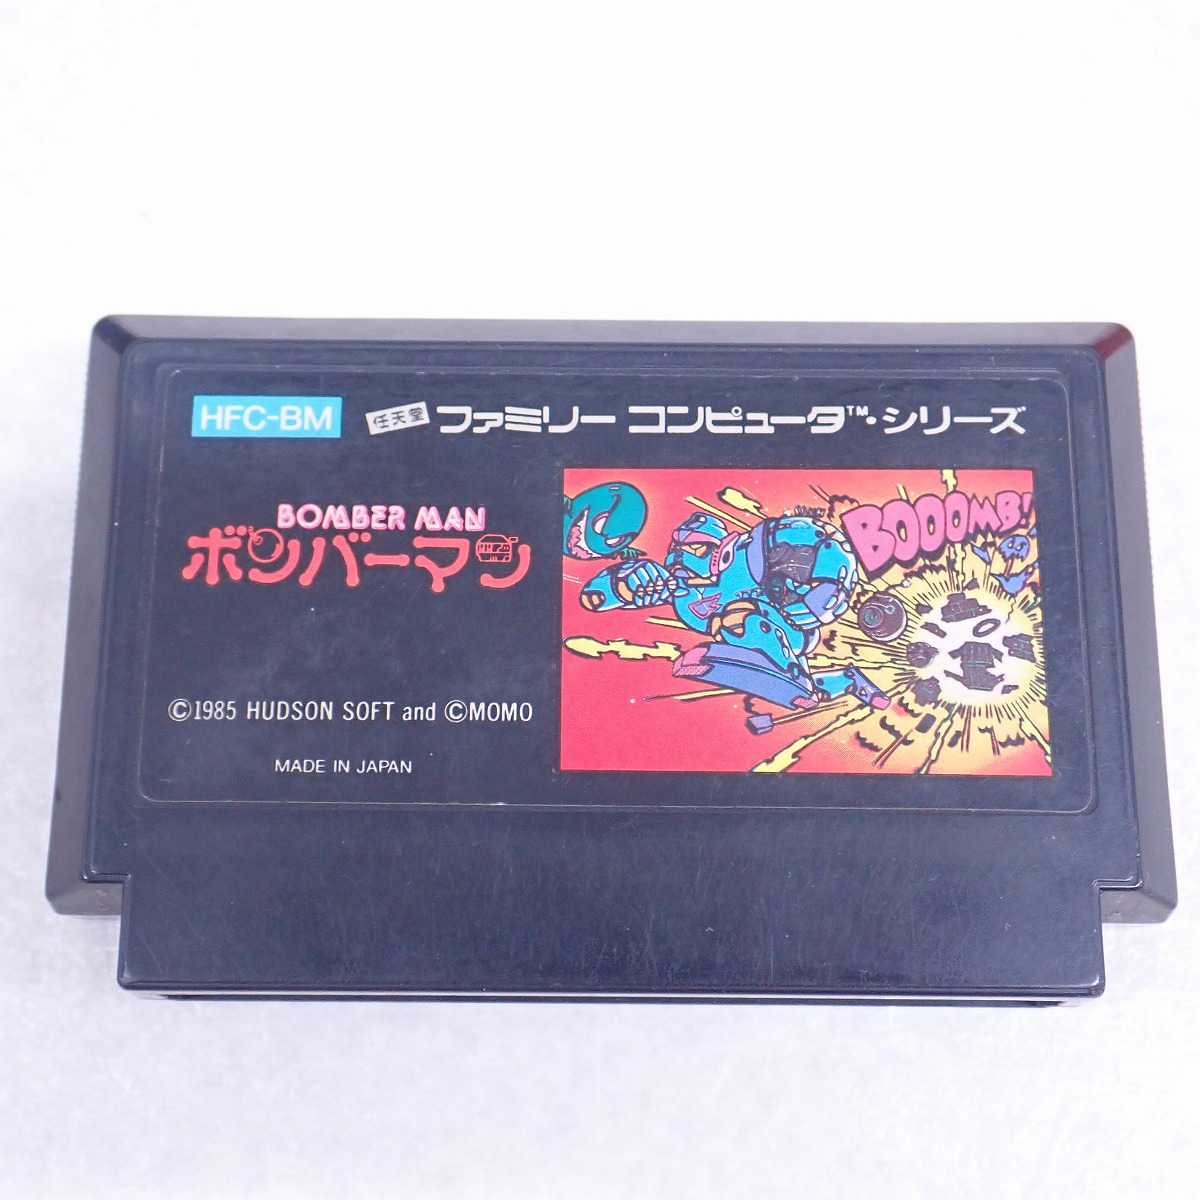 HFC-BM 任天堂 ファミリー コンピュータ™・シリーズ
BOMBER MAN
ボンバーマン
BOOOMB!
©1985 HUDSON SOFT and ©MOMO
MADE IN JAPAN